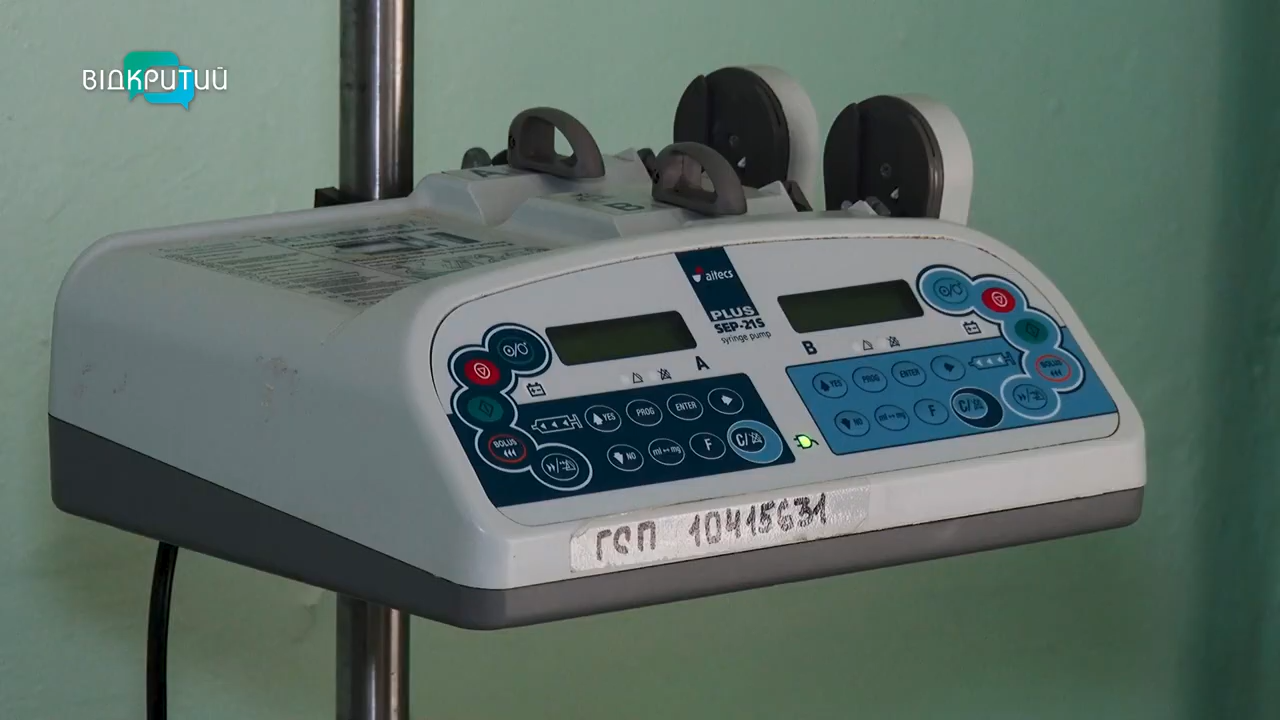 ВІДКРИТИЙ
A
B
aitecs
PLUS
SEP-21S
syringe pump
A
B
YES
PROG
ENTER
BOLUS
NO
ml↔mg
F
C/
YES
PROG
ENTER
BOLUS
NO
ml↔mg
F
C/
ГСП 10415631